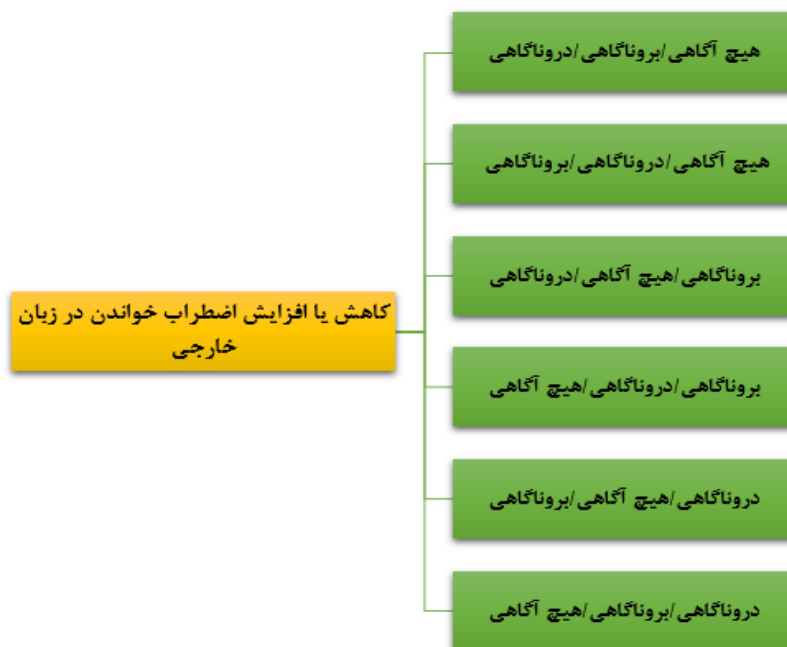 هیچ آگاهی/بروناگاهی/دروناگاهی
هیچ آگاهی/دروناگاهی/بروناگاهی
بروناگاهی/هیچ آگاهی/دروناگاهی
کاهش یا افزایش اضطراب خواندن در زبان
خارجی
بروناگاهی/دروناگاهی/هیچ آگاهی
دروناگاهی/هیچ آگاهی/بروناگاهی
دروناگاهی/بروناگاهی/هیچ آگاهی